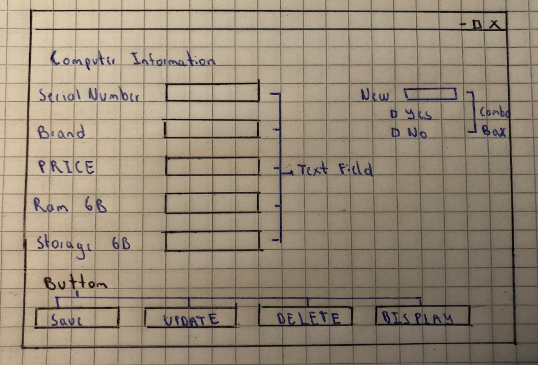 - □ X
Computer Information
Serial Number
New
□ Yes
Combo
Brand
□ No
Box
PRICE
Text Field
Ram GB
Storage GB
Button
Save
UPDATE
DELETE
DISPLAY